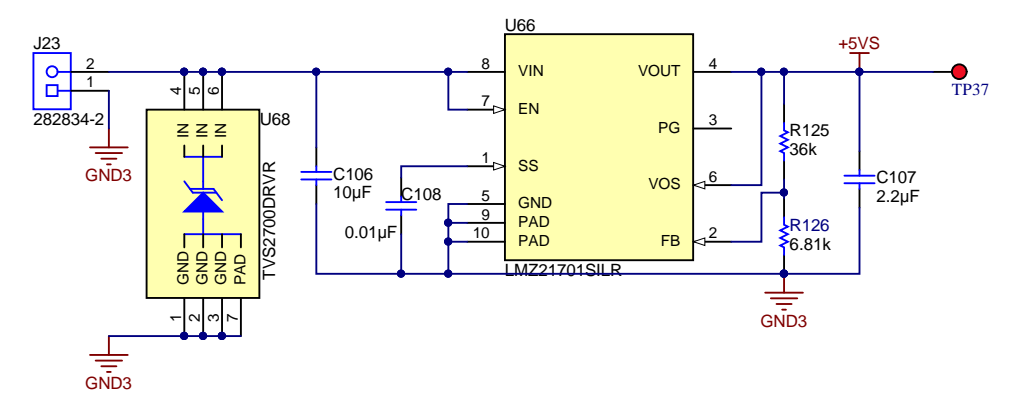 J23
2
1
282834-2
GND3
4
5
6
U68
IN
IN
IN
GND
GND
GND
PAD
TVS2700DRVR
1
2
3
7
GND3
C106
10µF
C108
0.01µF
U66
8
VIN
7
EN
1
SS
5
GND
9
PAD
10
PAD
VOUT
4
PG
3
VOS
6
FB
2
LMZ21701SILR
+5VS
TP37
R125
36k
R126
6.81k
C107
2.2µF
GND3